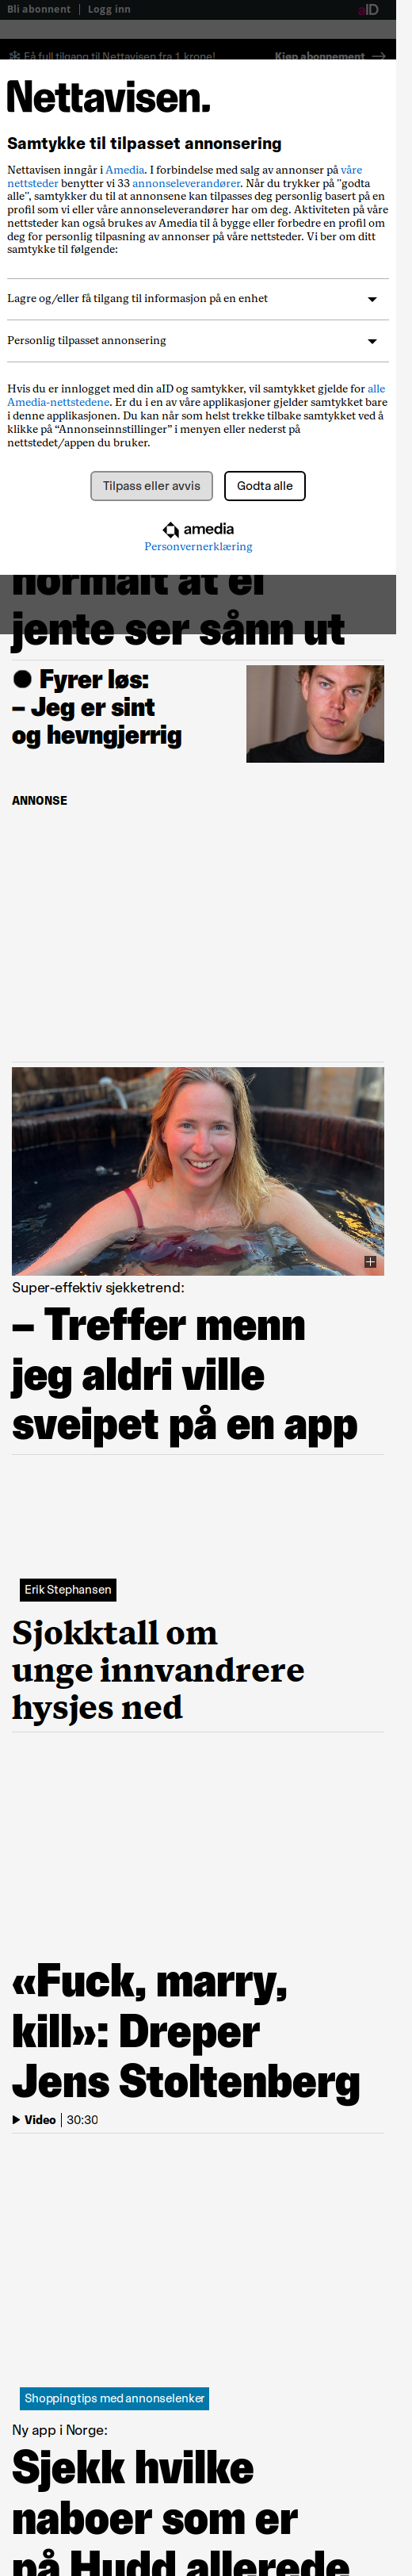 Bli abonnent | Logg inn
aID
Få full tilgang til Nettavisen fra 1 krone!
Kjøp abonnement →
Nettavisen.
Samtykke til tilpasset annonsering
Nettavisen inngår i Amedia. I forbindelse med salg av annonser på våre
nettsteder benytter vi 33 annonseleverandører. Når du trykker på "godta
alle", samtykker du til at annonsene kan tilpasses deg personlig basert på en
profil som vi eller våre annonseleverandører har om deg. Aktiviteten på våre
nettsteder kan også brukes av Amedia til å bygge eller forbedre en profil om
deg for personlig tilpasning av annonser på våre nettsteder. Vi ber om ditt
samtykke til følgende:
Lagre og/eller få tilgang til informasjon på en enhet
Personlig tilpasset annonsering
Hvis du er innlogget med din aID og samtykker, vil samtykket gjelde for alle
Amedia-nettstedene. Er du i en av våre applikasjoner gjelder samtykket bare
i denne applikasjonen. Du kan når som helst trekke tilbake samtykket ved å
klikke på “Annonseinnstillinger” i menyen eller nederst på
nettstedet/appen du bruker.
Tilpass eller avvis
Godta alle
amedia
Personvernerklæring
normalt at ei
jente ser sånn ut
Fyrer løs:
– Jeg er sint
og hevngjerrig
ANNONSE
Super-effektiv sjekketrend:
– Treffer menn
jeg aldri ville
sveipet på en app
Erik Stephansen
Sjokktall om
unge innvandrere
hysjes ned
«Fuck, marry,
kill»: Dreper
Jens Stoltenberg
Video | 30:30
Shoppingtips med annonselenker
Ny app i Norge:
Sjekk hvilke
naboer som er
på Hudd allerede